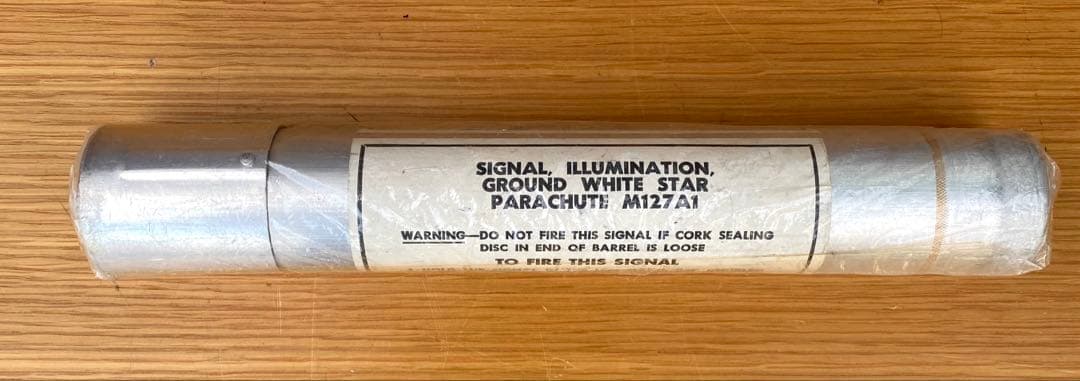 SIGNAL, ILLUMINATION,
GROUND WHITE STAR
PARACHUTE M127A1
WARNING—DO NOT FIRE THIS SIGNAL IF CORK SEALING
DISC IN END OF BARREL IS LOOSE
TO FIRE THIS SIGNAL